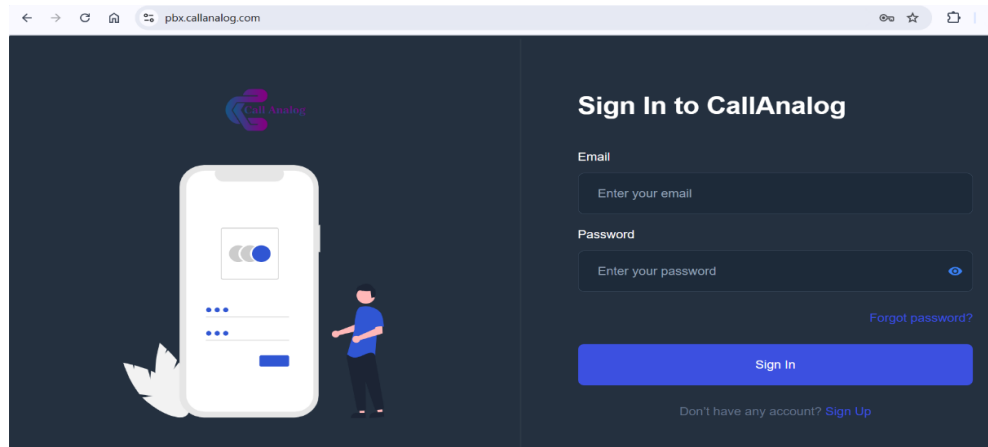 pbx.callanalog.com
Call Analog
Sign In to CallAnalog
Email
Enter your email
Password
Enter your password
Forgot password?
Sign In
Don't have any account? Sign Up